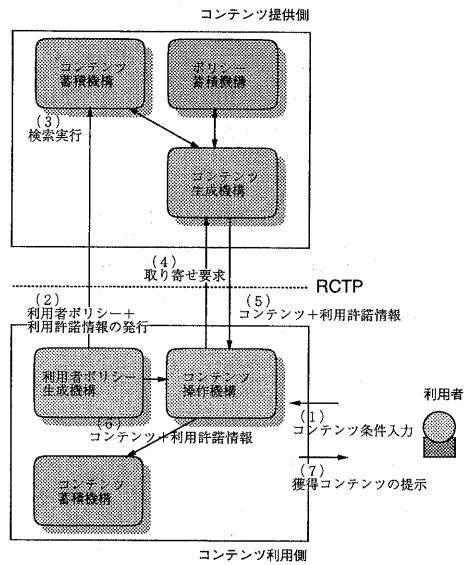 コンテンツ提供側
コンテンツ
蓄積機構
ポリシー
蓄積機構
(3)
検索実行
コンテンツ
生成機構
(4)
取り寄せ要求
RCTP
(2)
利用者ポリシー+
利用許諾情報の発行
(5)
コンテンツ+利用許諾情報
利用者ポリシー
生成機構
コンテンツ
操作機構
利用者
(1)
コンテンツ条件入力
(6)
コンテンツ+利用許諾情報
(7)
獲得コンテンツの提示
コンテンツ
蓄積機構
コンテンツ利用側